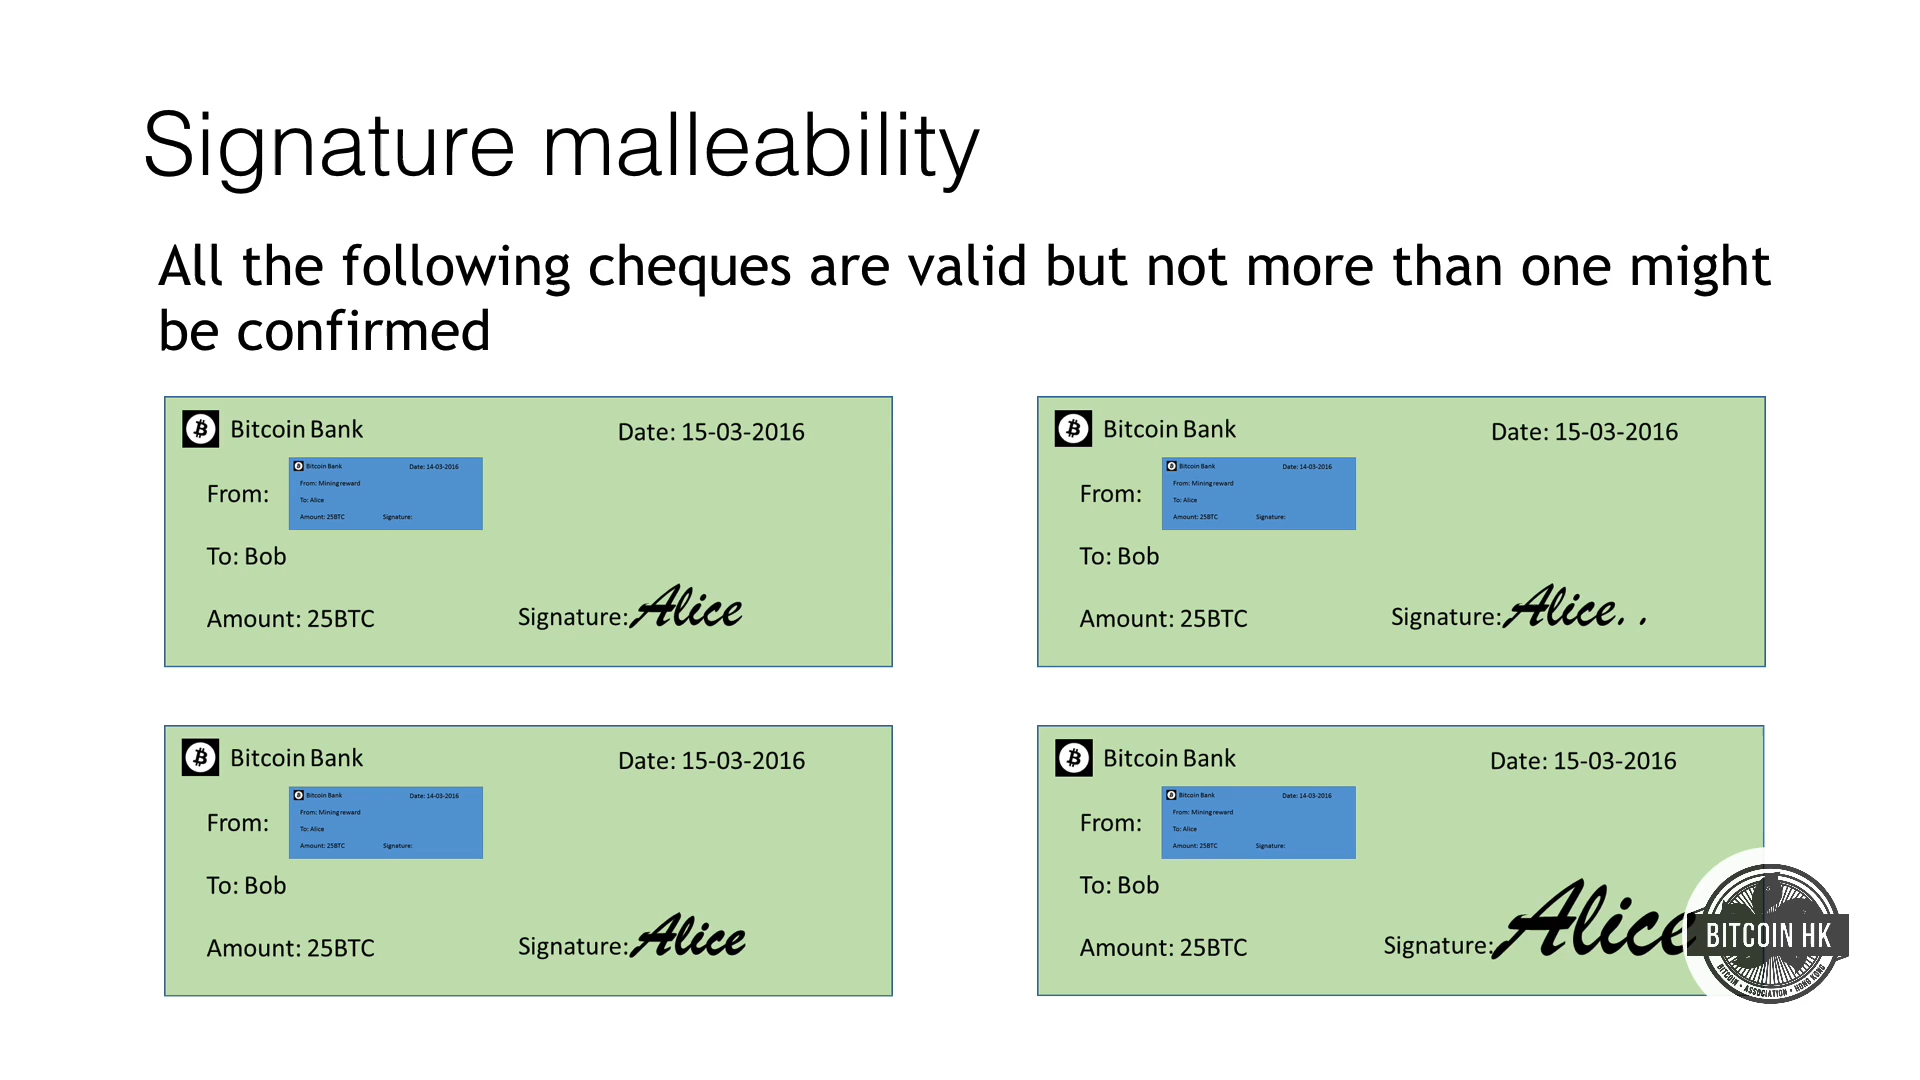 Signature malleability
All the following cheques are valid but not more than one might
be confirmed
Bitcoin Bank
Date: 15-03-2016
From:
Bitcoin Bank
Date: 14-03-2016
From: Mining reward
To: Alice
Amount: 25BTC
Signature:
To: Bob
Amount: 25BTC
Signature: Alice
Bitcoin Bank
Date: 15-03-2016
From:
Bitcoin Bank
Date: 14-03-2016
From: Mining reward
To: Alice
Amount: 25BTC
Signature:
To: Bob
Amount: 25BTC
Signature: Alice. .
Bitcoin Bank
Date: 15-03-2016
From:
Bitcoin Bank
Date: 14-03-2016
From: Mining reward
To: Alice
Amount: 25BTC
Signature:
To: Bob
Amount: 25BTC
Signature: Alice
Bitcoin Bank
Date: 15-03-2016
From:
Bitcoin Bank
Date: 14-03-2016
From: Mining reward
To: Alice
Amount: 25BTC
Signature:
To: Bob
Amount: 25BTC
Signature: Alice
BITCOIN HK
BITCOIN • ASSOCIATION • HONG KONG